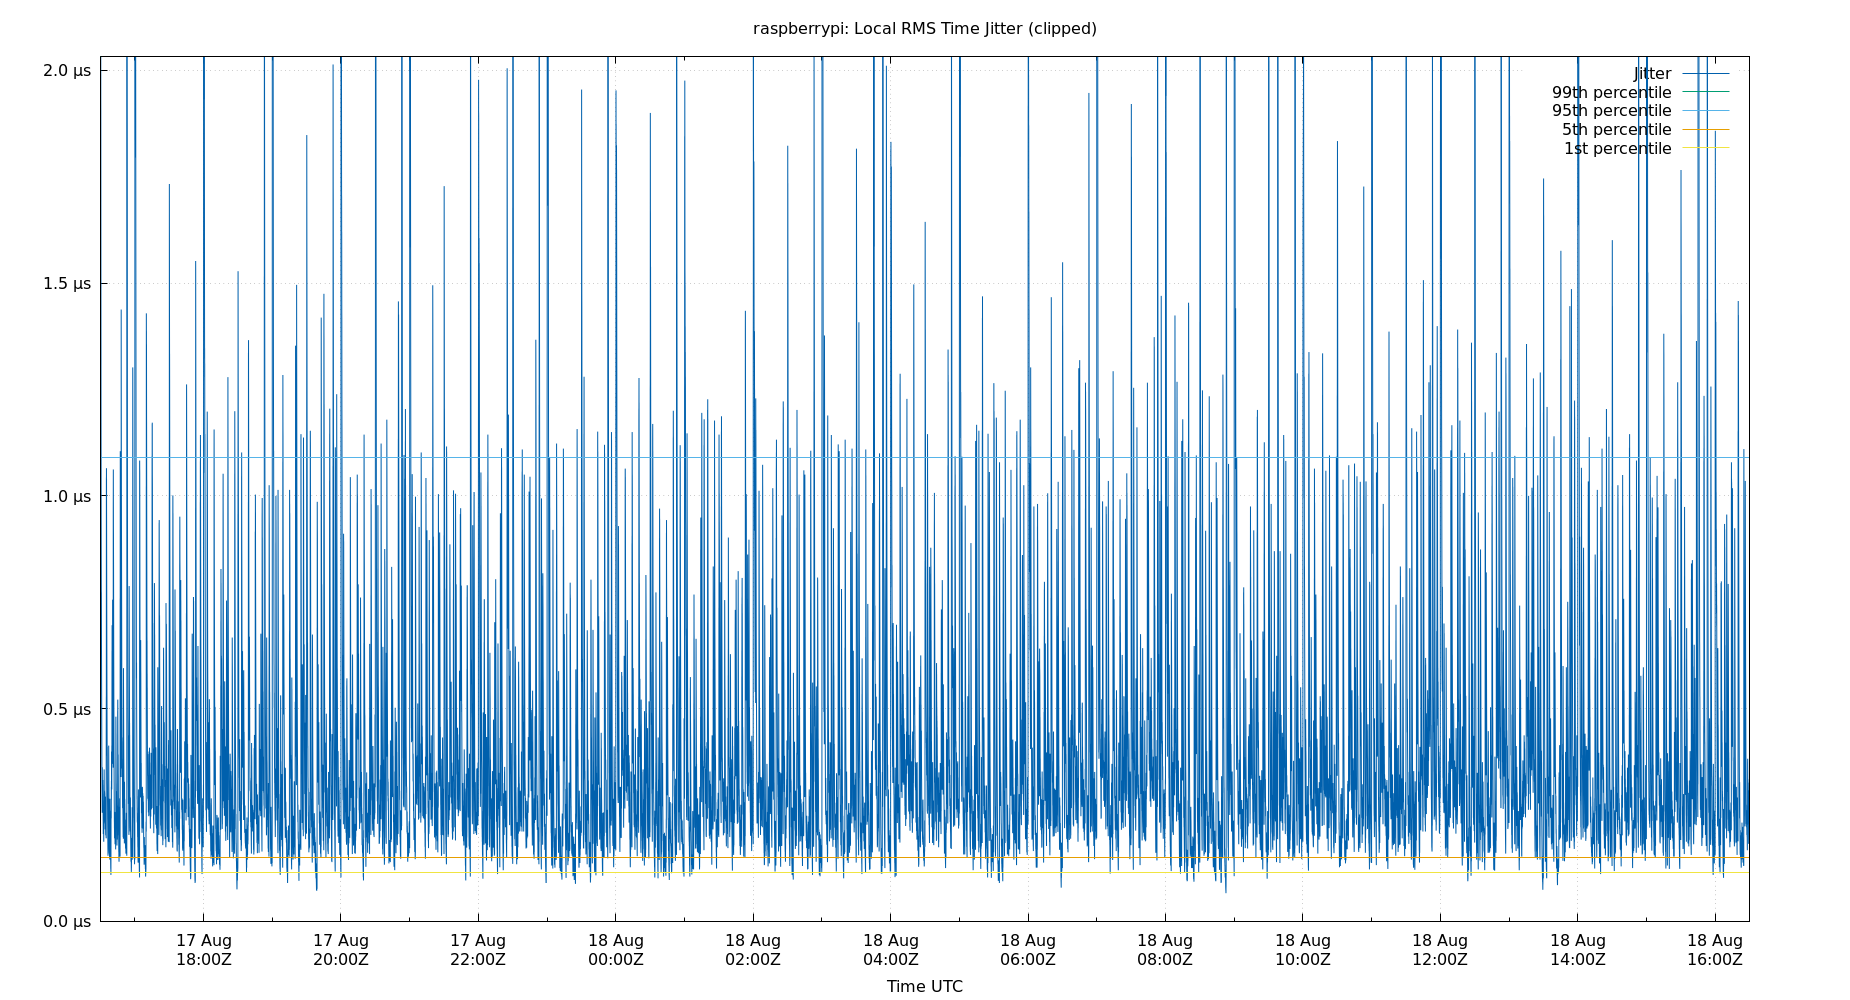 raspberrypi: Local RMS Time Jitter (clipped)
2.0 µs
1.5 µs
1.0 µs
0.5 µs
0.0 µs
Jitter
99th percentile
95th percentile
5th percentile
1st percentile
17 Aug 17 Aug 17 Aug 18 Aug 18 Aug 18 Aug 18 Aug 18 Aug 18 Aug 18 Aug 18 Aug 18 Aug
18:00Z 20:00Z 22:00Z 00:00Z 02:00Z 04:00Z 06:00Z 08:00Z 10:00Z 12:00Z 14:00Z 16:00Z
Time UTC